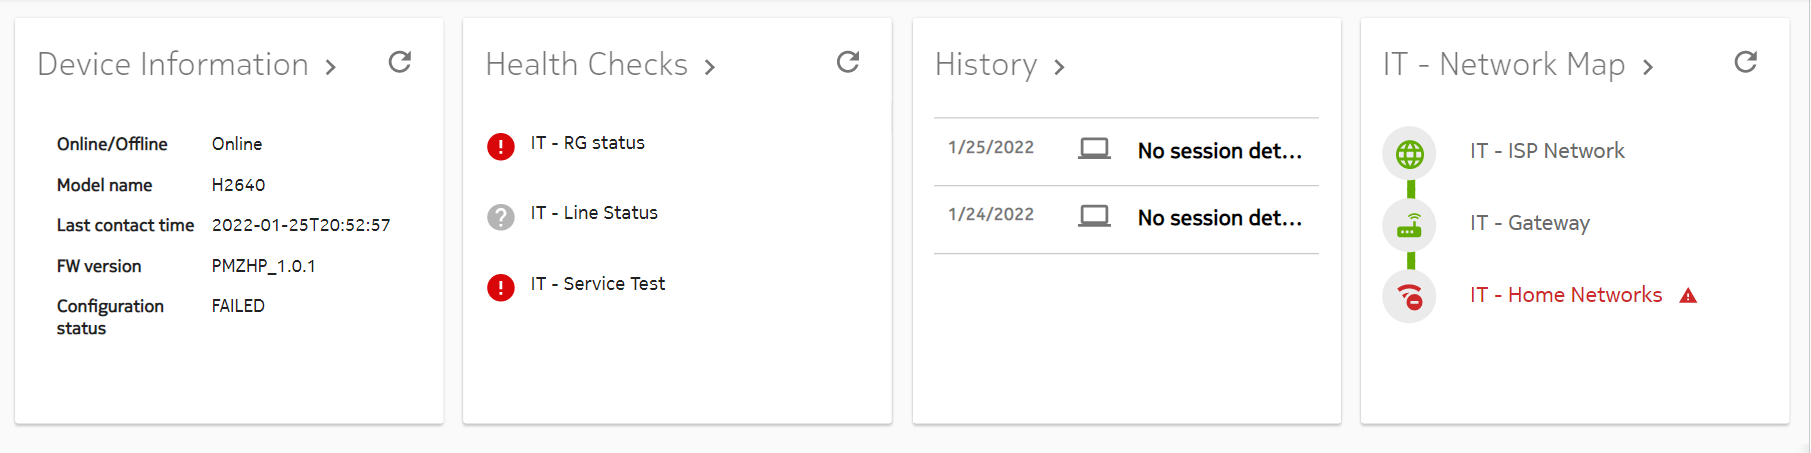 Device Information
Online/Offline Online
Model name H2640
Last contact time 2022-01-25T20:52:57
FW version PMZHP_1.0.1
Configuration FAILED
status
Health Checks
IT - RG status
IT - Line Status
IT - Service Test
History
1/25/2022 No session det...
1/24/2022 No session det...
IT - Network Map
IT - ISP Network
IT - Gateway
IT - Home Networks